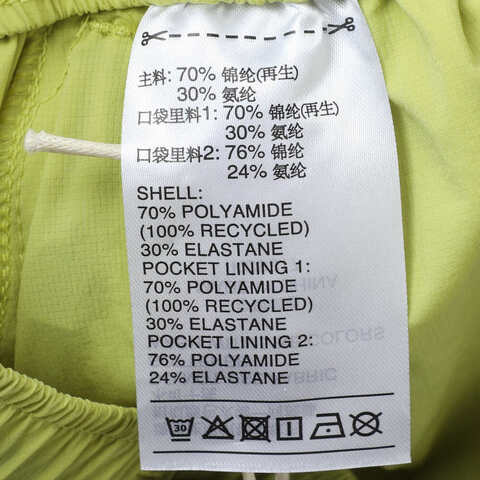 主料: 70% 锦纶(再生)
30% 氨纶
口袋里料1: 70% 锦纶(再生)
30% 氨纶
口袋里料2: 76% 锦纶
24% 氨纶
SHELL:
70% POLYAMIDE
(100% RECYCLED)
30% ELASTANE
POCKET LINING 1:
70% POLYAMIDE
(100% RECYCLED)
30% ELASTANE
POCKET LINING 2:
76% POLYAMIDE
24% ELASTANE
30